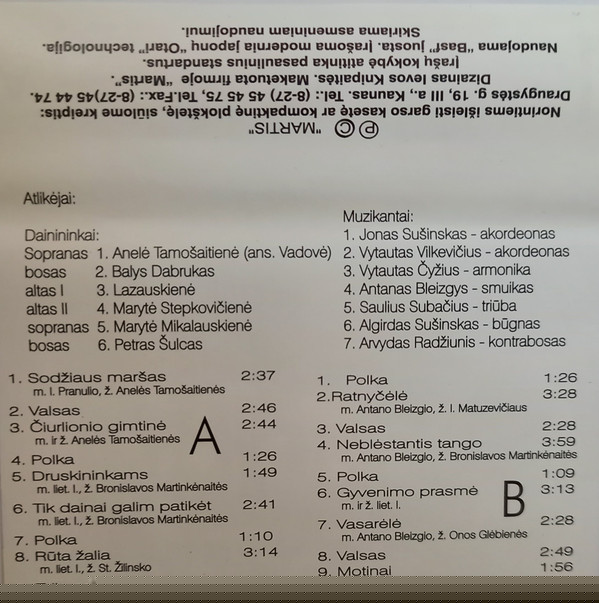 Ⓟ © "MARTIS"
Norintiems išleisti garso kasetę ar kompaktinę plokštelę, siūlome kreiptis:
Draugystės g. 19, III a., Kaunas. Tel.: (8-27) 45 45 75, Tel.Fax.: (8-27)45 44 74.
Dizainas Ievos Knipaitės. Maketuota firmoje "Martis".
Įrašų kokybė atitinka pasaulinius standartus.
Naudojama "Basf" juosta. Įrašoma modernia japonų "Otari" technologija.
Skiriama asmeniniam naudojimui.
Atlikėjai:
Dainininkai:
Sopranas 1. Anelė Tamošaitienė (ans. Vadovė)
bosas 2. Balys Dabrukas
altas I 3. Lazauskienė
altas II 4. Marytė Stepkovičienė
sopranas 5. Marytė Mikalauskienė
bosas 6. Petras Šulcas
Muzikantai:
1. Jonas Sušinskas - akordeonas
2. Vytautas Vilkevičius - akordeonas
3. Vytautas Čyžius - armonika
4. Antanas Bleizgys - smuikas
5. Saulius Subačius - triūba
6. Algirdas Sušinskas - būgnas
7. Arvydas Radžiunis - kontrabosas
A
1. Sodžiaus maršas 2:37
m. I. Pranulio, ž. Anelės Tamošaitienės
2. Valsas 2:46
3. Čiurlionio gimtinė 2:44
m. ir ž. Anelės Tamošaitienės
4. Polka 1:26
5. Druskininkams 1:49
m. liet. l., ž. Bronislavos Martinkėnaitės
6. Tik dainai galim patikėt 2:41
m. liet. l., ž. Bronislavos Martinkėnaitės
7. Polka 1:10
8. Rūta žalia 3:14
m. liet. l., ž. St. Žilinsko
B
1. Polka 1:26
2.Ratnyčėlė 3:28
m. Antano Bleizgio, ž. I. Matuzevičiaus
3. Valsas 2:28
4. Neblėstantis tango 3:59
m. Antano Bleizgio, ž. Bronislavos Martinkėnaitės
5. Polka 1:09
6. Gyvenimo prasmė 3:13
m. ir ž. liet. l.
7. Vasarėlė 2:28
m. Antano Bleizgio, ž. Onos Glėbienės
8. Valsas 2:49
9. Motinai 1:56